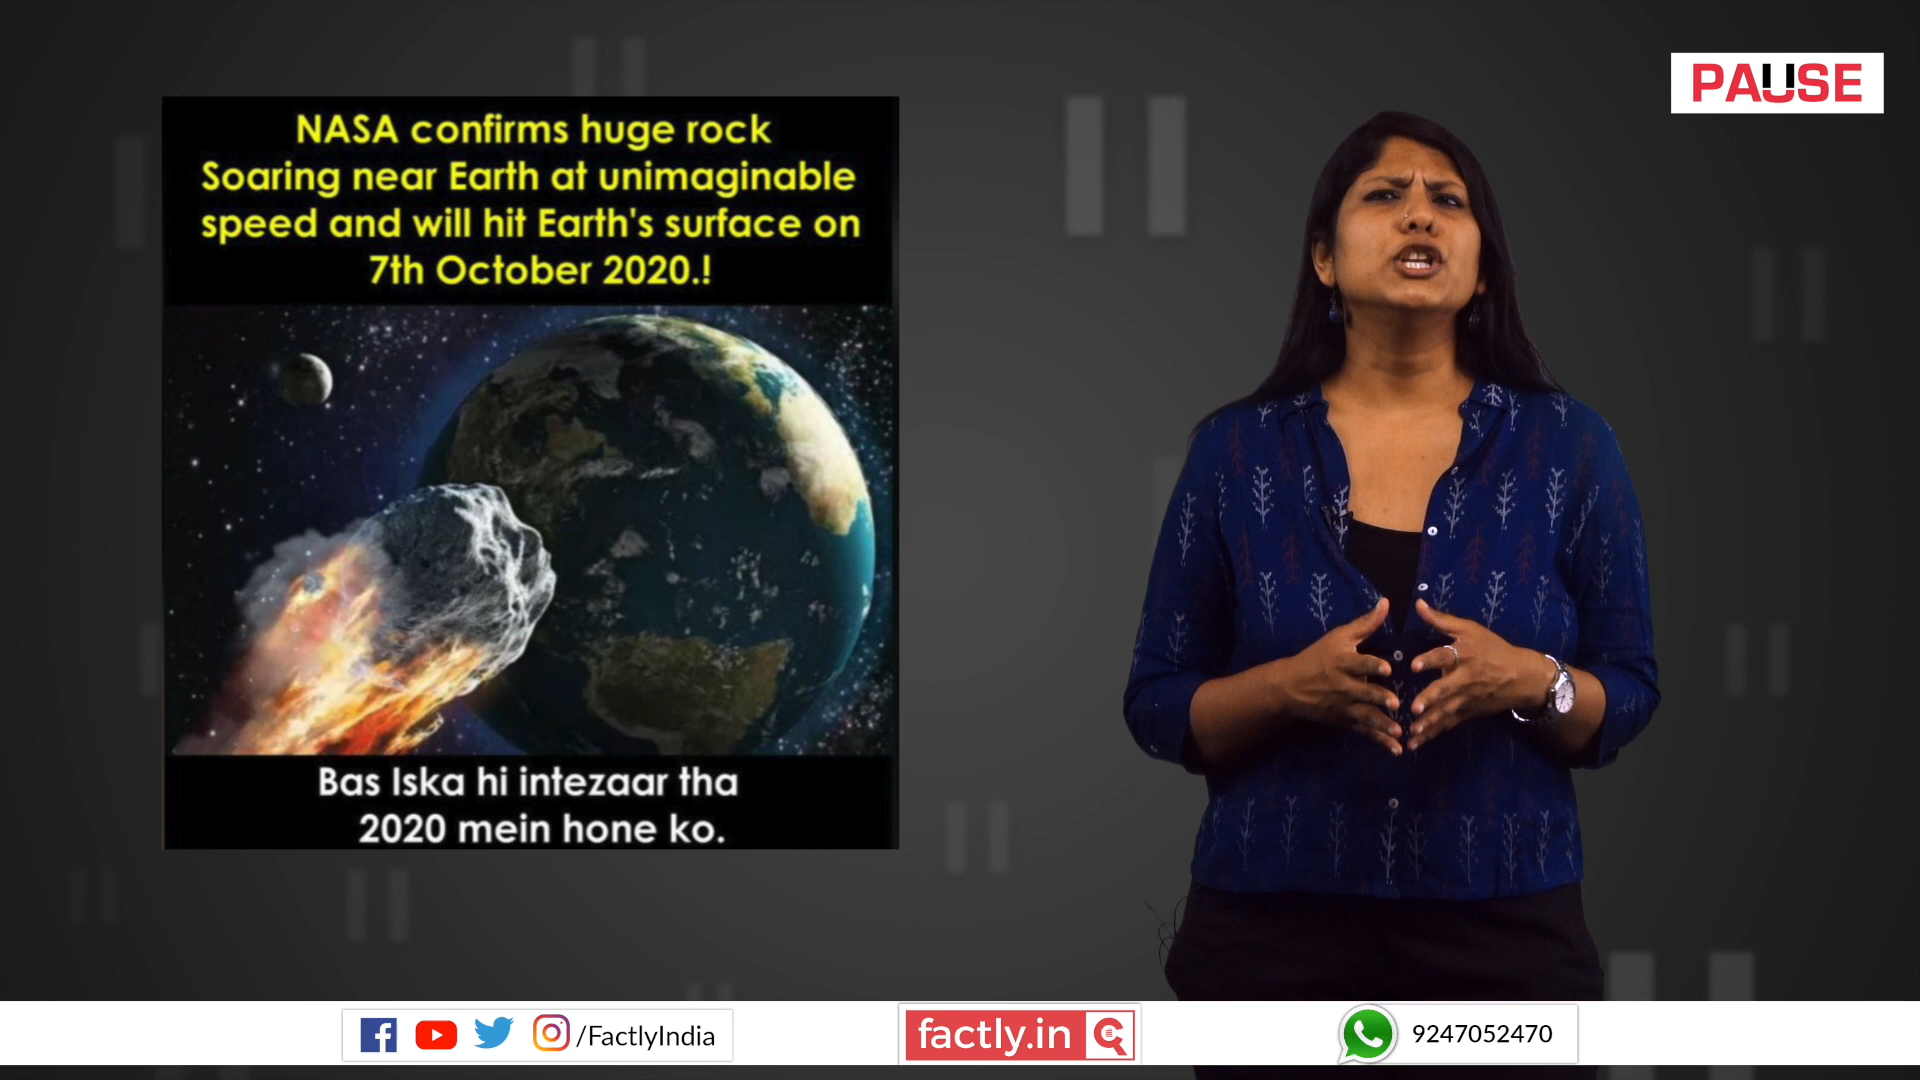 PAUSE
NASA confirms huge rock
Soaring near Earth at unimaginable
speed and will hit Earth's surface on
7th October 2020.!
Bas Iska hi intezaar tha
2020 mein hone ko.
/FactlyIndia
factly.in
9247052470